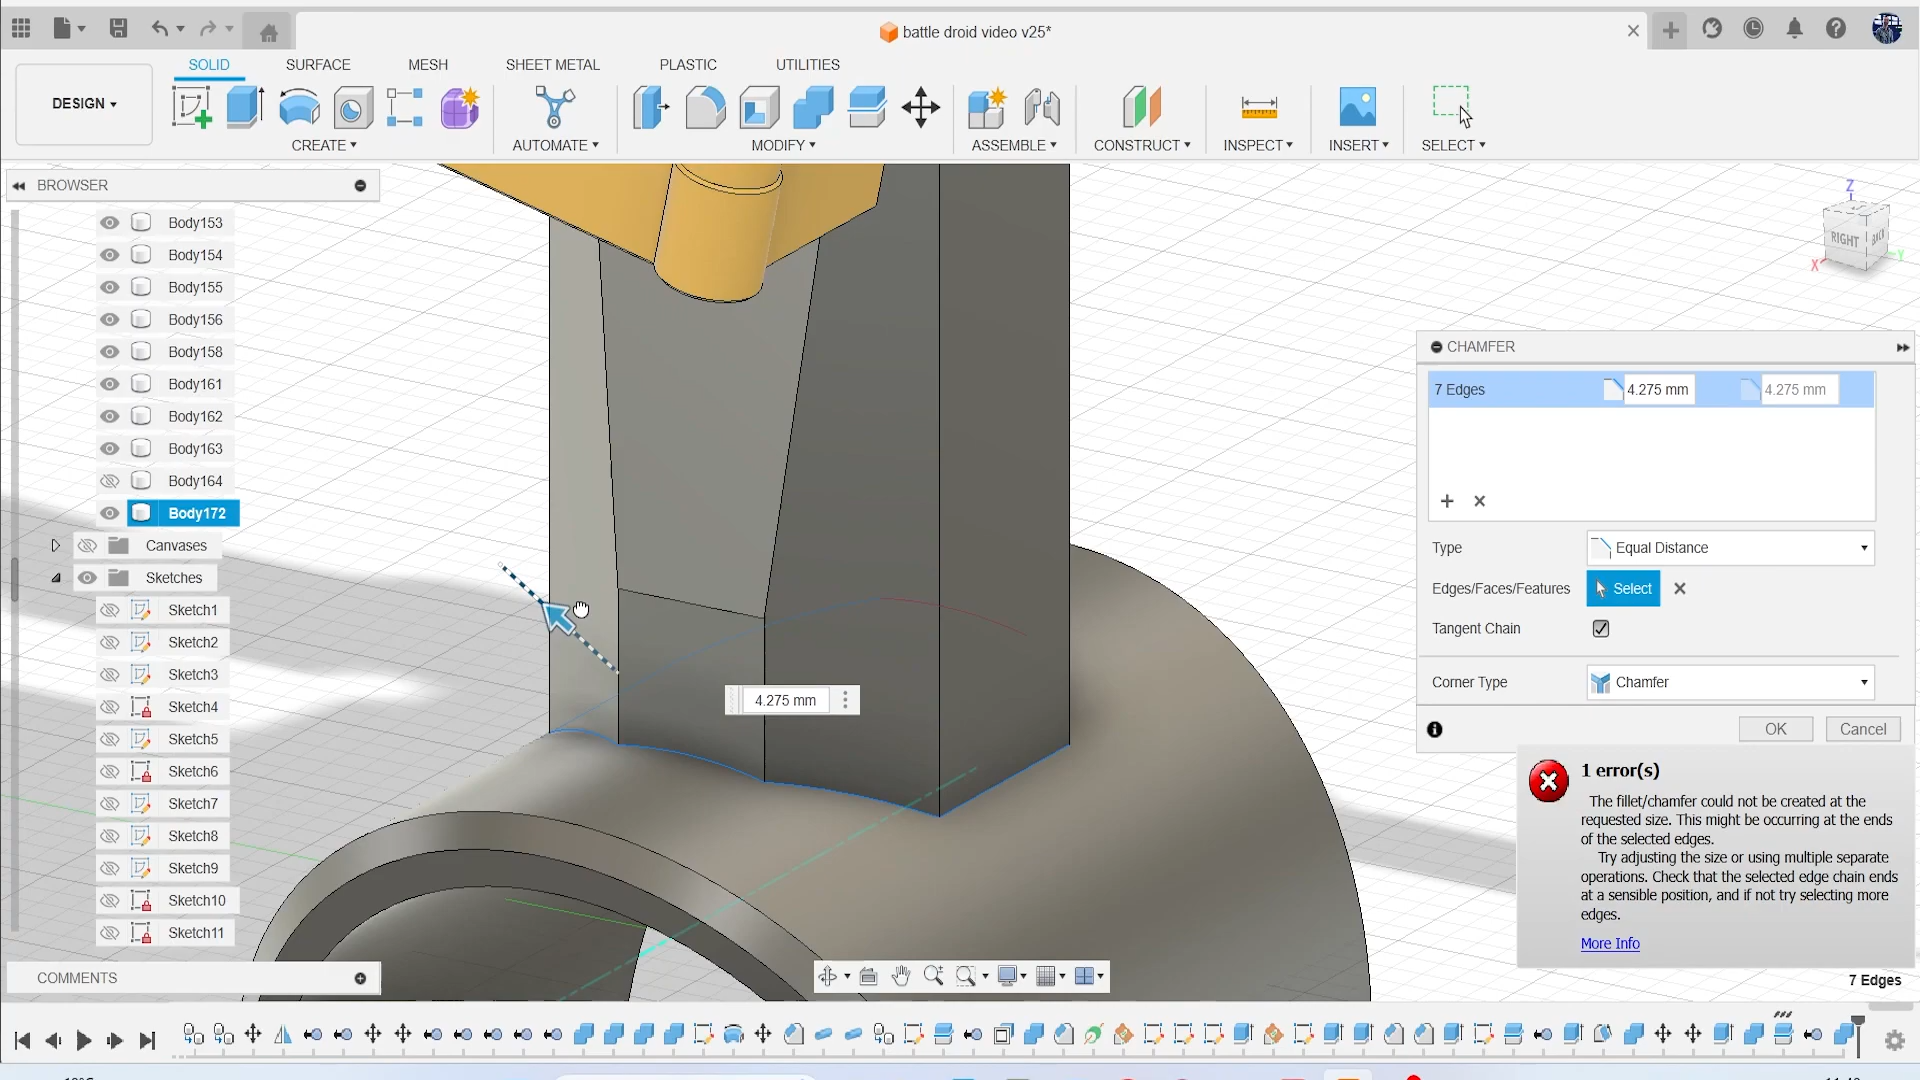 battle droid video v25*
DESIGN
SOLID
SURFACE
MESH
SHEET METAL
PLASTIC
UTILITIES
CREATE
AUTOMATE
MODIFY
ASSEMBLE
CONSTRUCT
INSPECT
INSERT
SELECT
BROWSER
Body153
Body154
Body155
Body156
Body158
Body161
Body162
Body163
Body164
Body172
Canvases
Sketches
Sketch1
Sketch2
Sketch3
Sketch4
Sketch5
Sketch6
Sketch7
Sketch8
Sketch9
Sketch10
Sketch11
COMMENTS
4.275 mm
Z
RIGHT
BACK
X
Y
CHAMFER
7 Edges 4.275 mm 4.275 mm
Type Equal Distance
Edges/Faces/Features Select
Tangent Chain
Corner Type Chamfer
OK Cancel
1 error(s)
The fillet/chamfer could not be created at the
requested size. This might be occurring at the ends
of the selected edges.
Try adjusting the size or using multiple separate
operations. Check that the selected edge chain ends
at a sensible position, and if not try selecting more
edges.
More Info
7 Edges